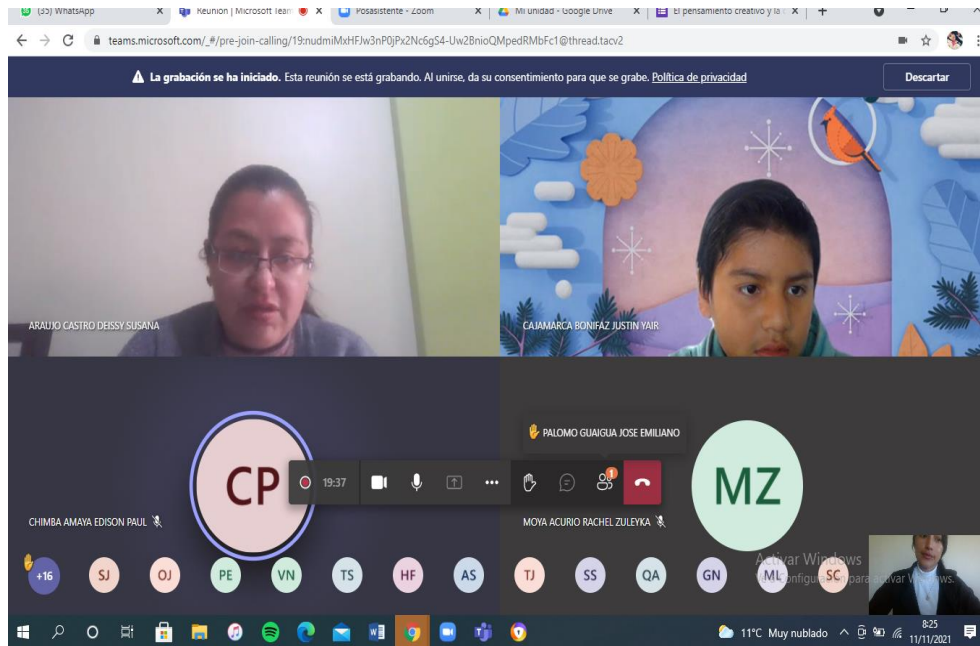 (35) WhatsApp
Reunión | Microsoft Team
Posasistente - Zoom
Mi unidad - Google Drive
El pensamiento creativo y la
teams.microsoft.com/_#/pre-join-calling/19:nudmiMxHFJw3nP0jPx2Nc6gS4-Uw2BnioQMpedRMbFc1@thread.tacv2
La grabación se ha iniciado. Esta reunión se está grabando. Al unirse, da su consentimiento para que se grabe. Política de privacidad
Descartar
ARAUJO CASTRO DEISSY SUSANA
CAJAMARCA BONIFAZ JUSTIN YAIR
PALOMO GUAIGUA JOSE EMILIANO
CP
19:37
1
MZ
CHIMBA AMAYA EDISON PAUL
MOYA ACURIO RACHEL ZULEYKA
+16
SJ
OJ
PE
VN
TS
HF
AS
TJ
SS
QA
GN
ML
SC
Activar Windows
para activar Windows.
11°C Muy nublado
8:25
11/11/2021